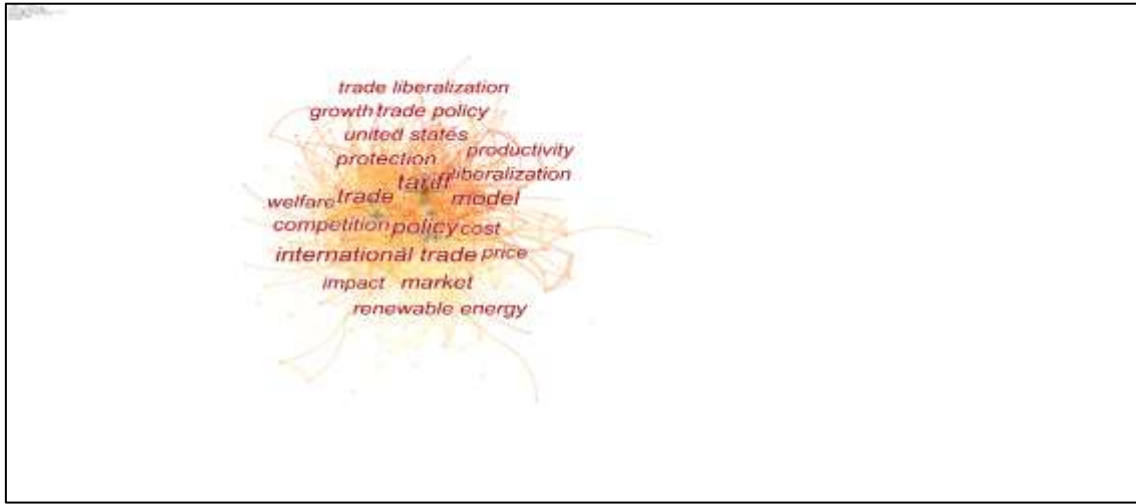 trade liberalization
growth trade policy
united states
productivity
protection
liberalization
tariff
welfare trade model
competition policy cost
international trade price
impact market
renewable energy